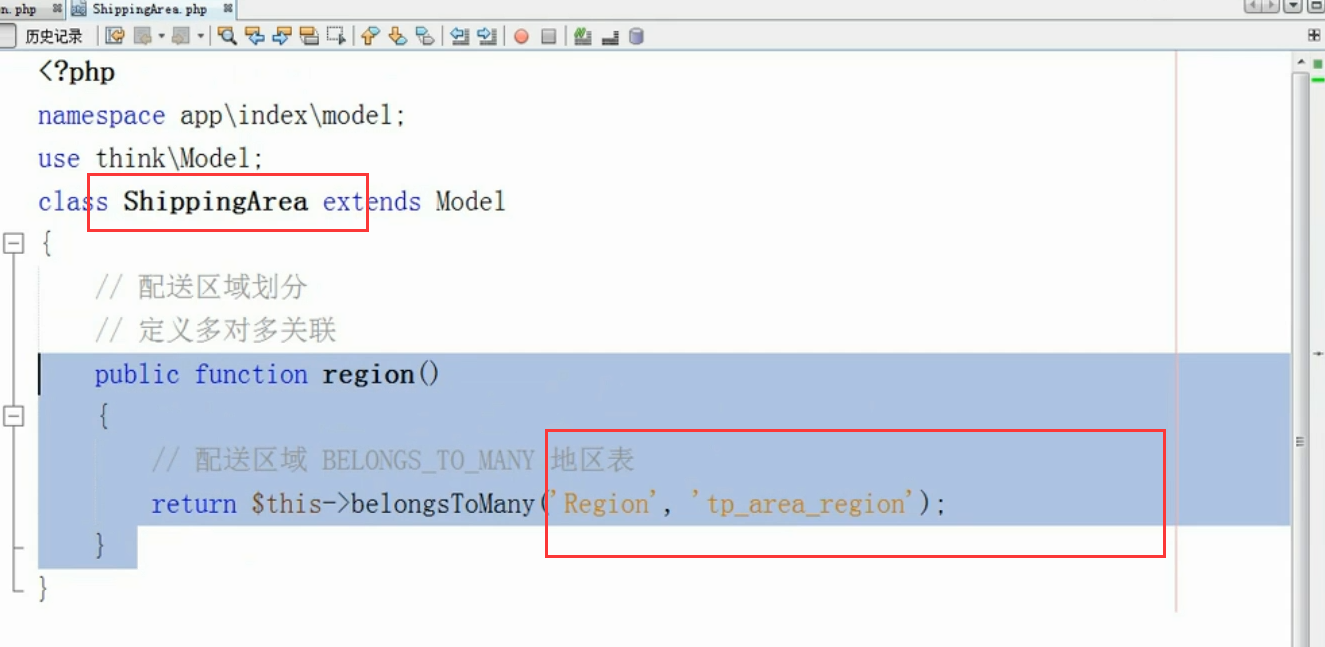 n.php ShippingArea.php
历史记录
<?php
namespace app\index\model;
use think\Model;
class ShippingArea extends Model
{
// 配送区域划分
// 定义多对多关联
public function region()
{
// 配送区域 BELONGS_TO_MANY 地区表
return $this->belongsToMany('Region', 'tp_area_region');
}
}